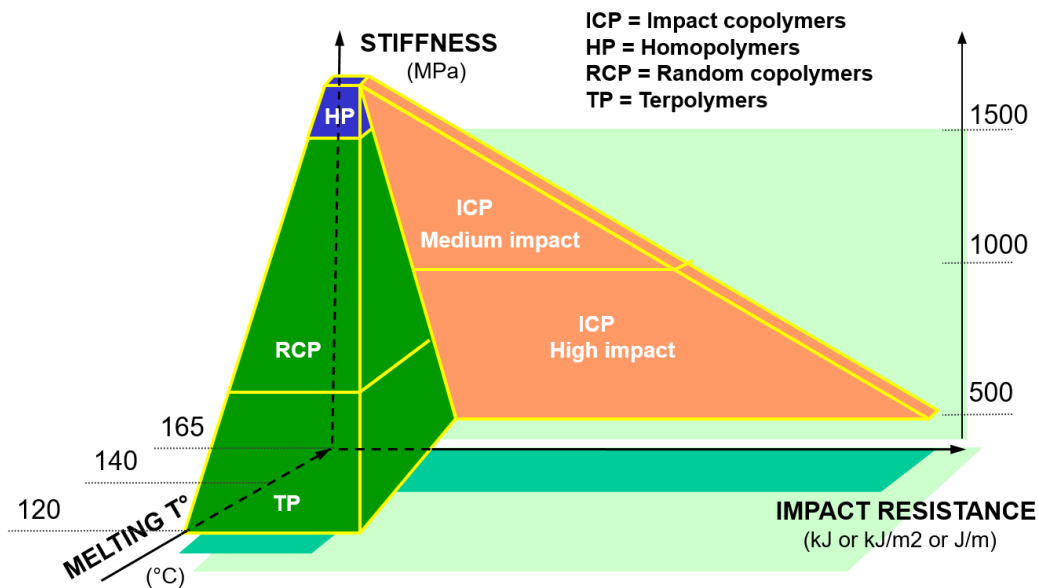 STIFFNESS
(MPa)
ICP = Impact copolymers
HP = Homopolymers
RCP = Random copolymers
TP = Terpolymers
HP
1500
ICP
Medium impact
1000
ICP
High impact
RCP
500
165
140
120
TP
MELTING T°
(°C)
IMPACT RESISTANCE
(kJ or kJ/m2 or J/m)